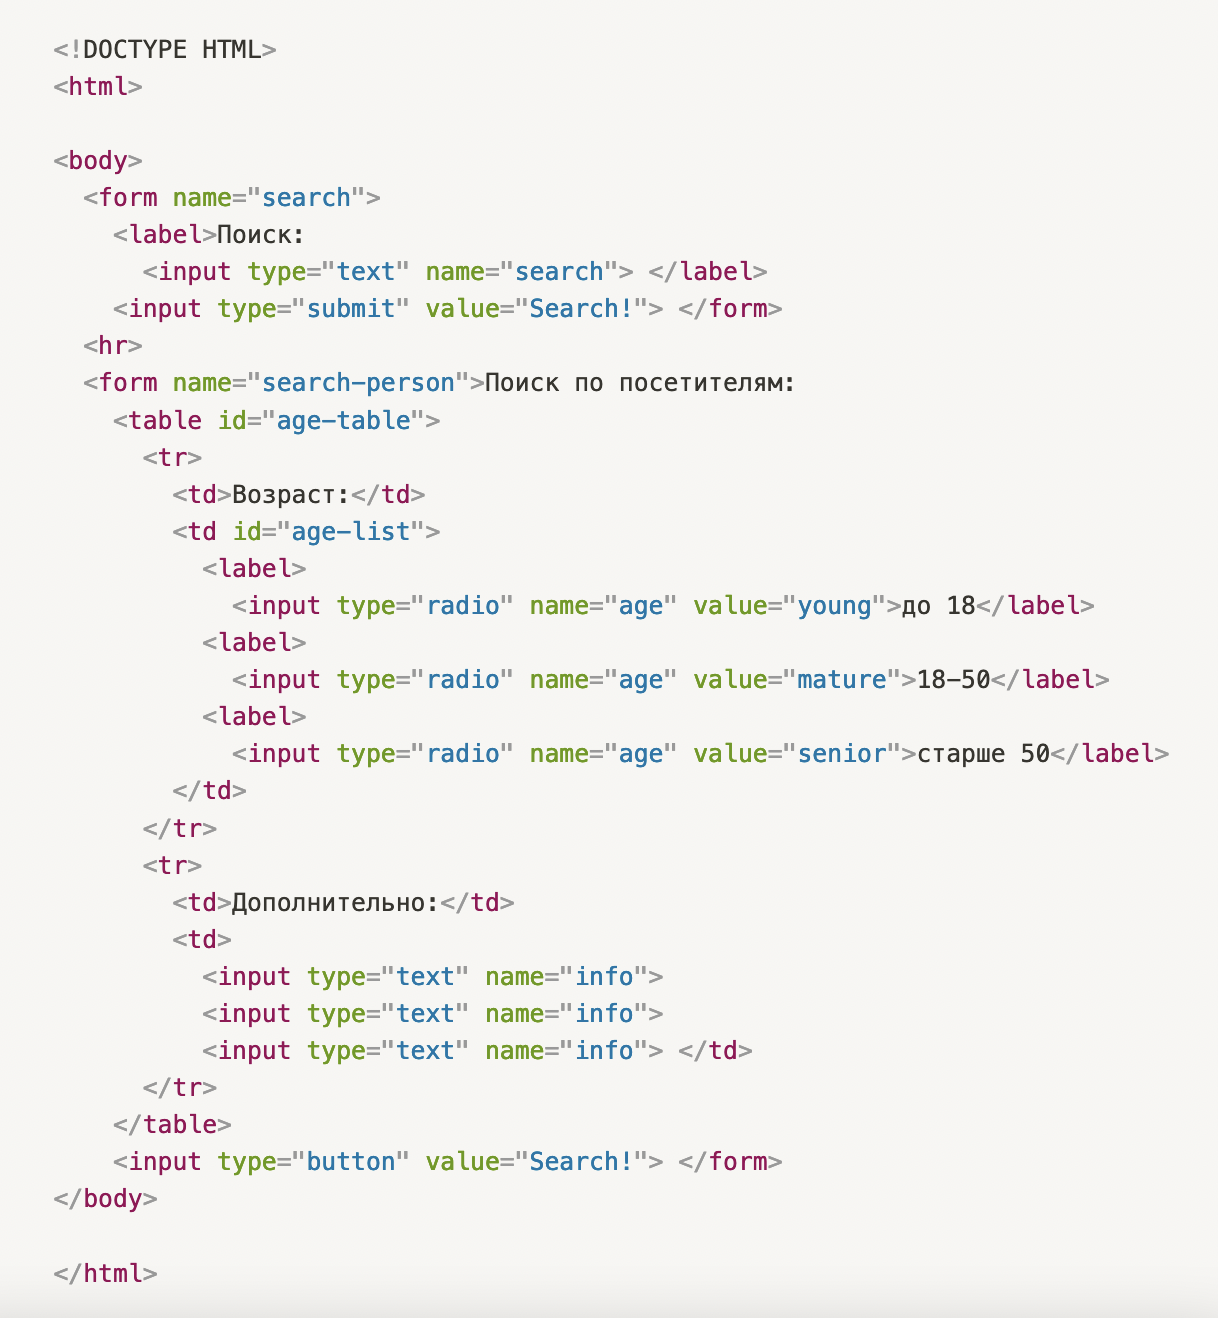 <!DOCTYPE HTML>
<html>

<body>
  <form name="search">
    <label>Поиск:
      <input type="text" name="search"> </label>
    <input type="submit" value="Search!"> </form>
  <hr>
  <form name="search-person">Поиск по посетителям:
    <table id="age-table">
      <tr>
        <td>Возраст:</td>
        <td id="age-list">
          <label>
            <input type="radio" name="age" value="young">до 18</label>
          <label>
            <input type="radio" name="age" value="mature">18-50</label>
          <label>
            <input type="radio" name="age" value="senior">старше 50</label>
        </td>
      </tr>
      <tr>
        <td>Дополнительно:</td>
        <td>
          <input type="text" name="info">
          <input type="text" name="info">
          <input type="text" name="info"> </td>
      </tr>
    </table>
    <input type="button" value="Search!"> </form>
</body>

</html>